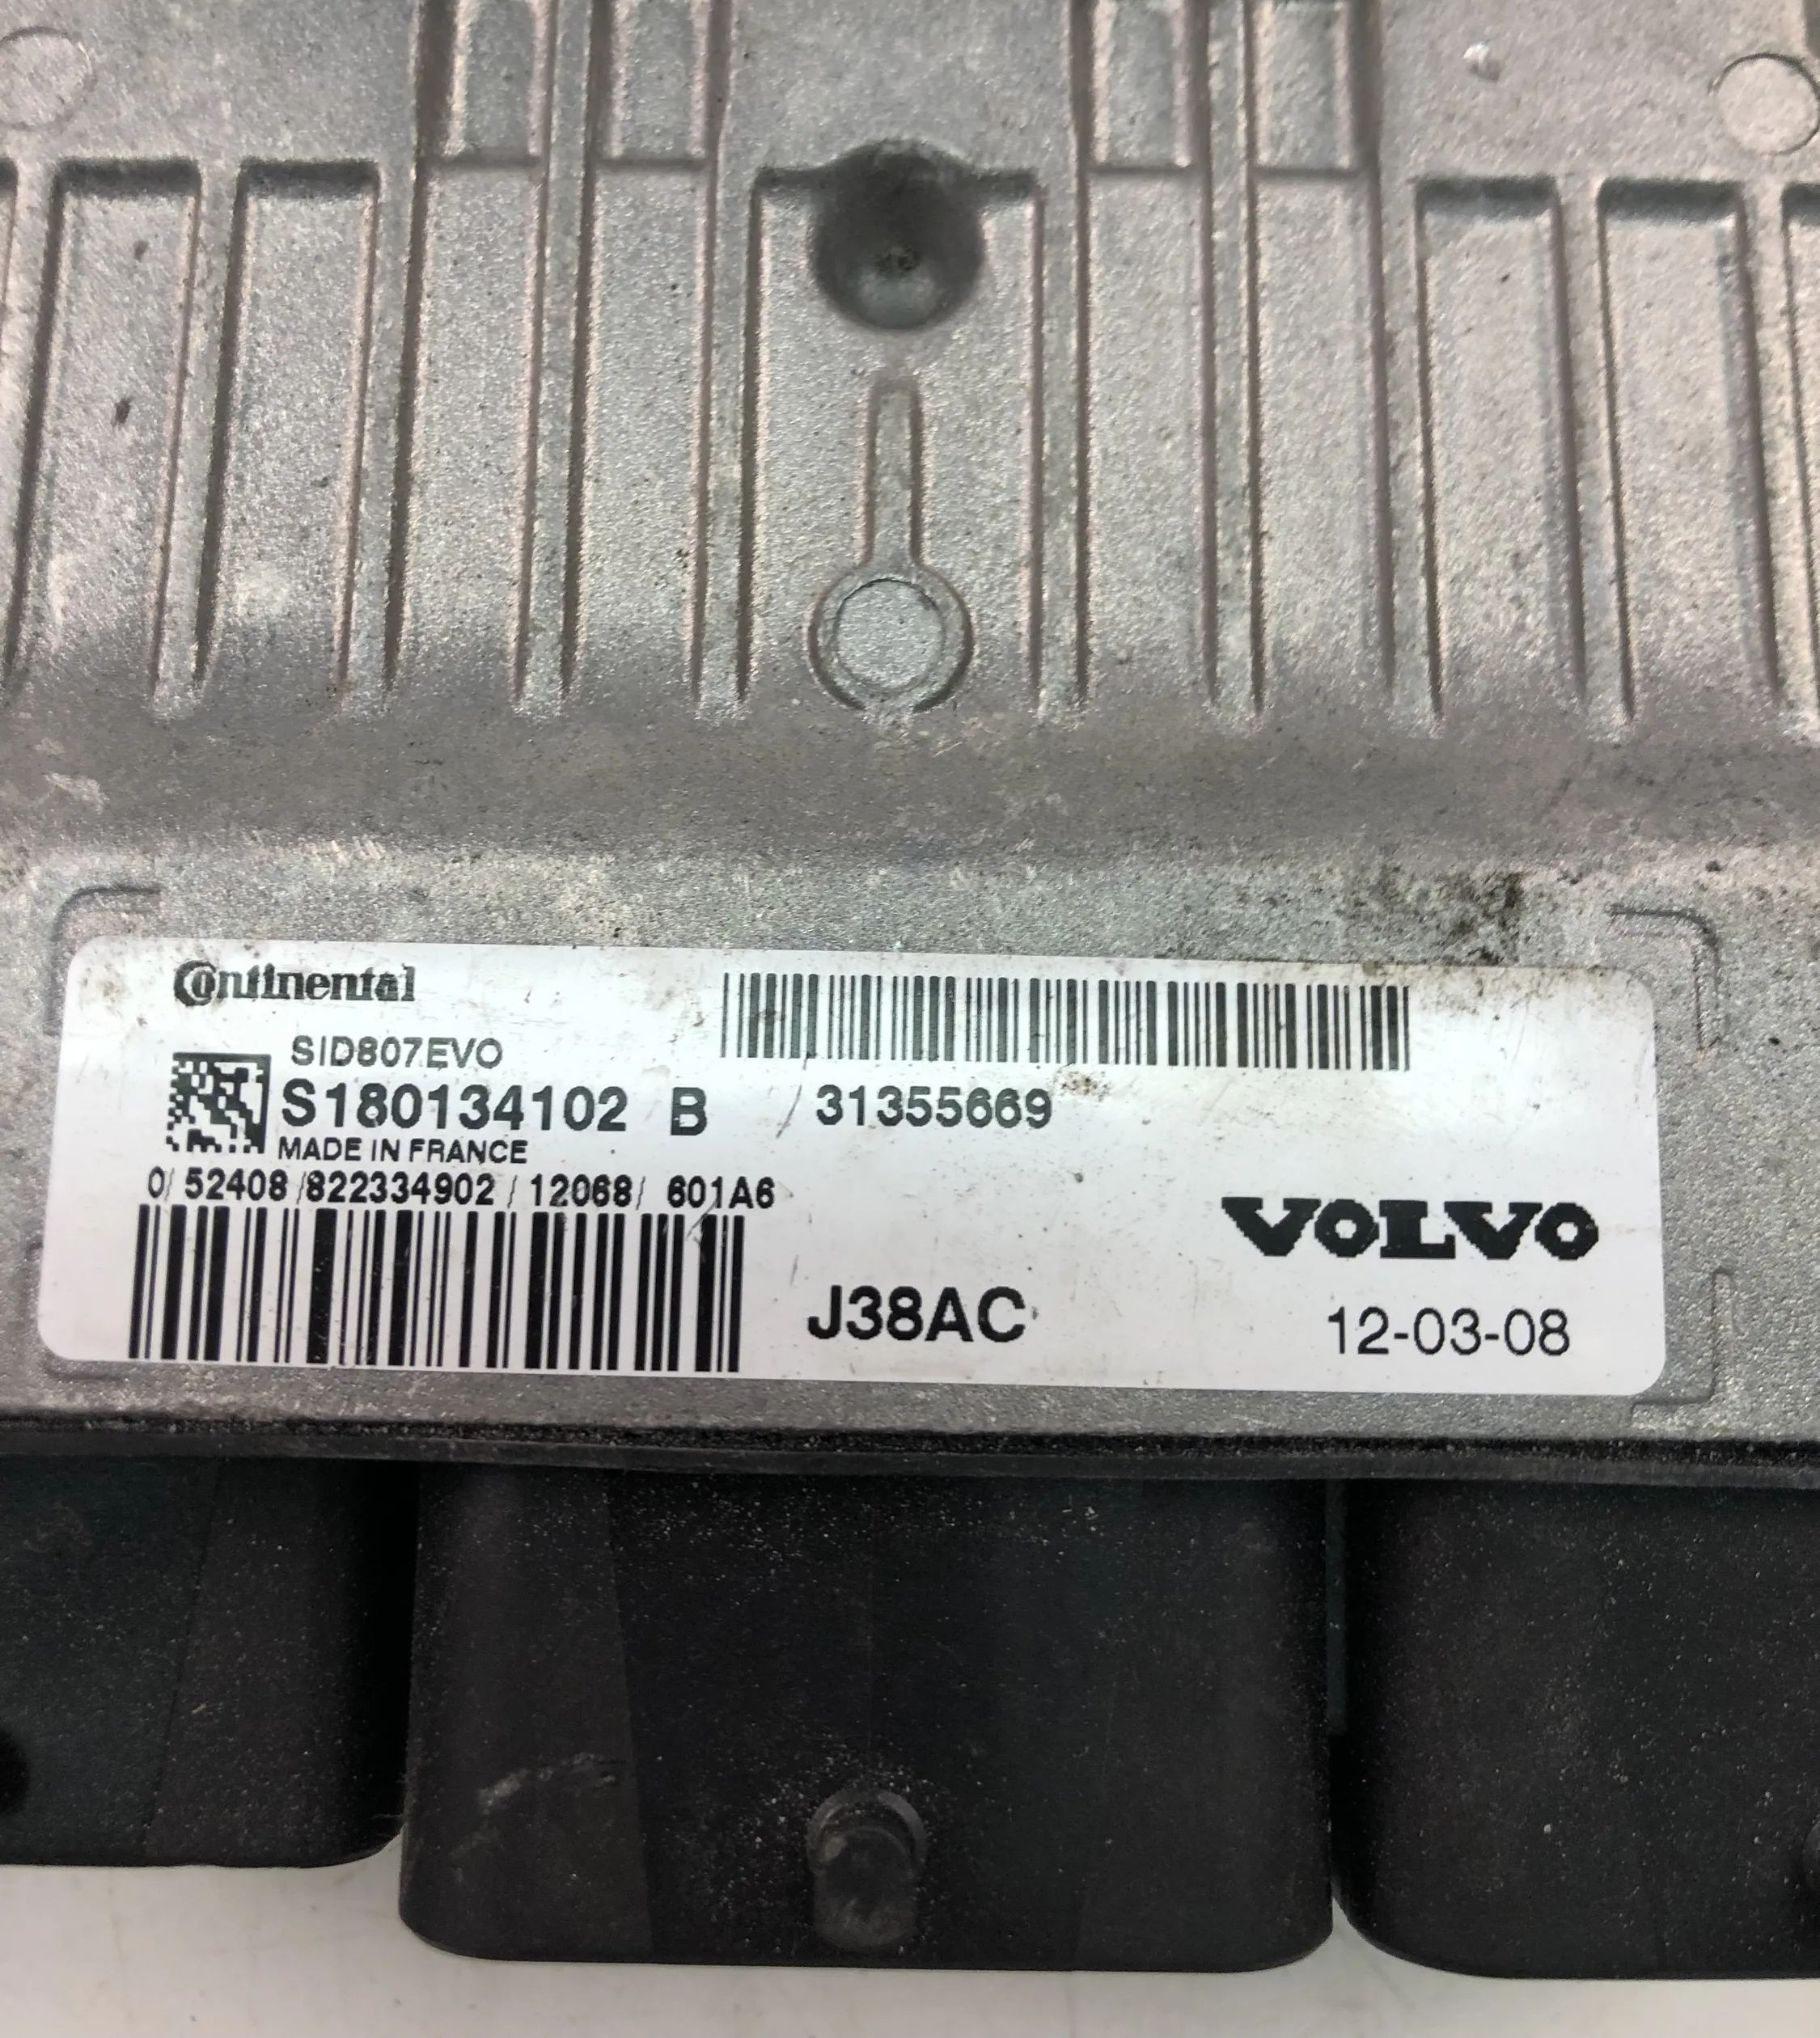 Continental
SID807EVO
S180134102 B / 31355669
MADE IN FRANCE
0/ 52408 /822334902 / 12068/ 601A6
VOLVO
J38AC
12-03-08